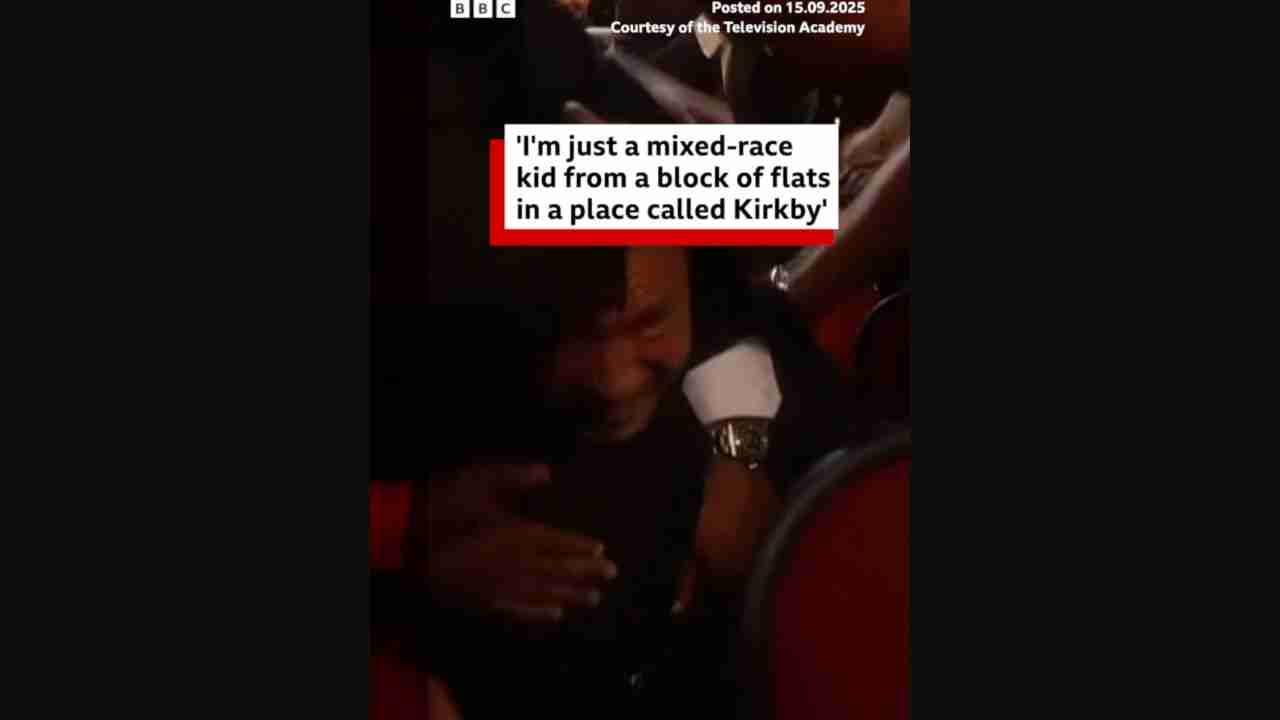 BBC
Posted on 15.09.2025
Courtesy of the Television Academy
'I'm just a mixed-race
kid from a block of flats
in a place called Kirkby'